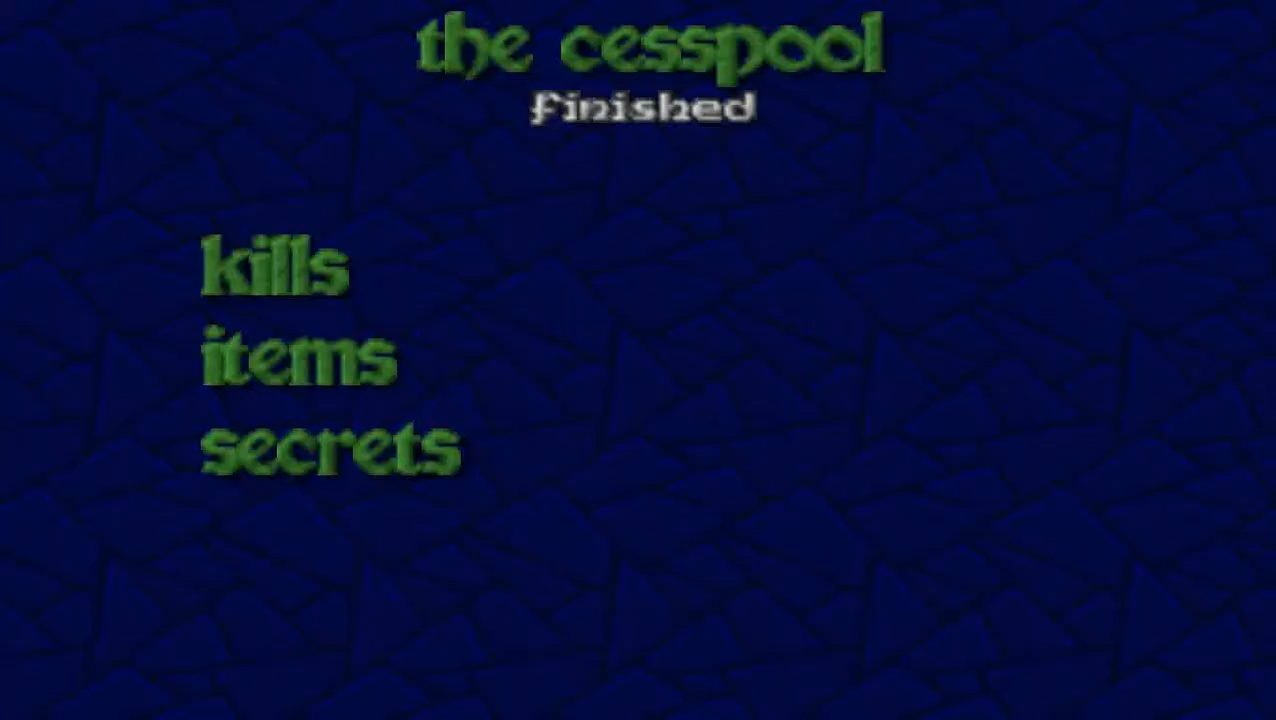 the cesspool
finished
kills
items
secrets